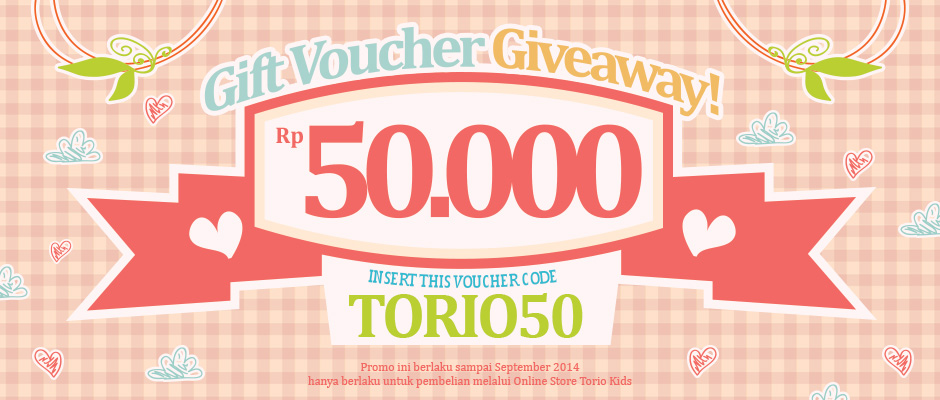 Gift Voucher Giveaway!
Rp 50.000
INSERT THIS VOUCHER CODE
TORIO50
Promo ini berlaku sampai September 2014
hanya berlaku untuk pembelian melalui Online Store Torio Kids